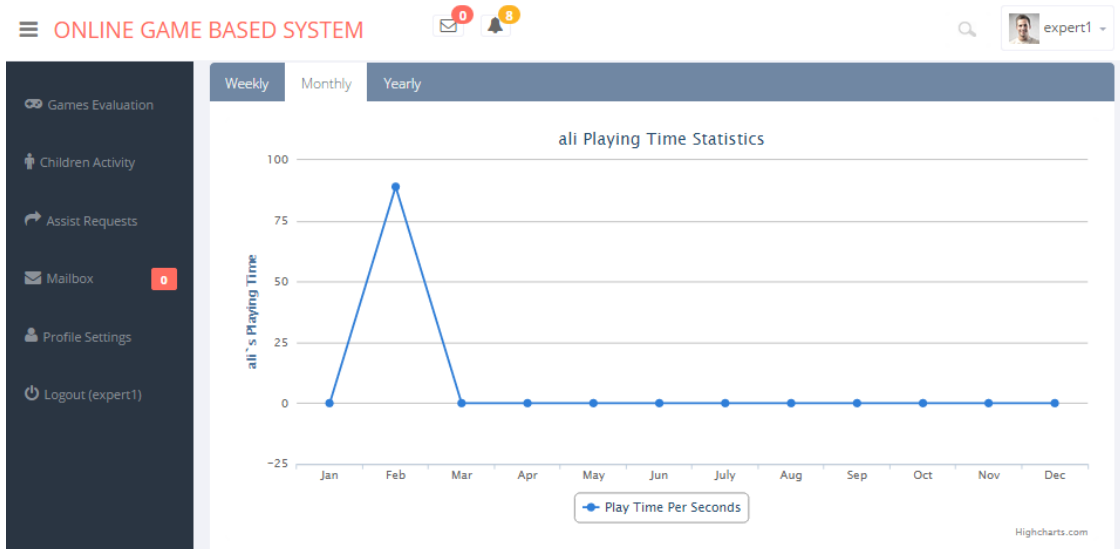 ONLINE GAME BASED SYSTEM
0
8
expert1
Games Evaluation
Children Activity
Assist Requests
Mailbox 0
Profile Settings
Logout (expert1)
Weekly Monthly Yearly
ali Playing Time Statistics
ali`s Playing Time
100
75
50
25
0
−25
Jan Feb Mar Apr May Jun July Aug Sep Oct Nov Dec
Play Time Per Seconds
Highcharts.com